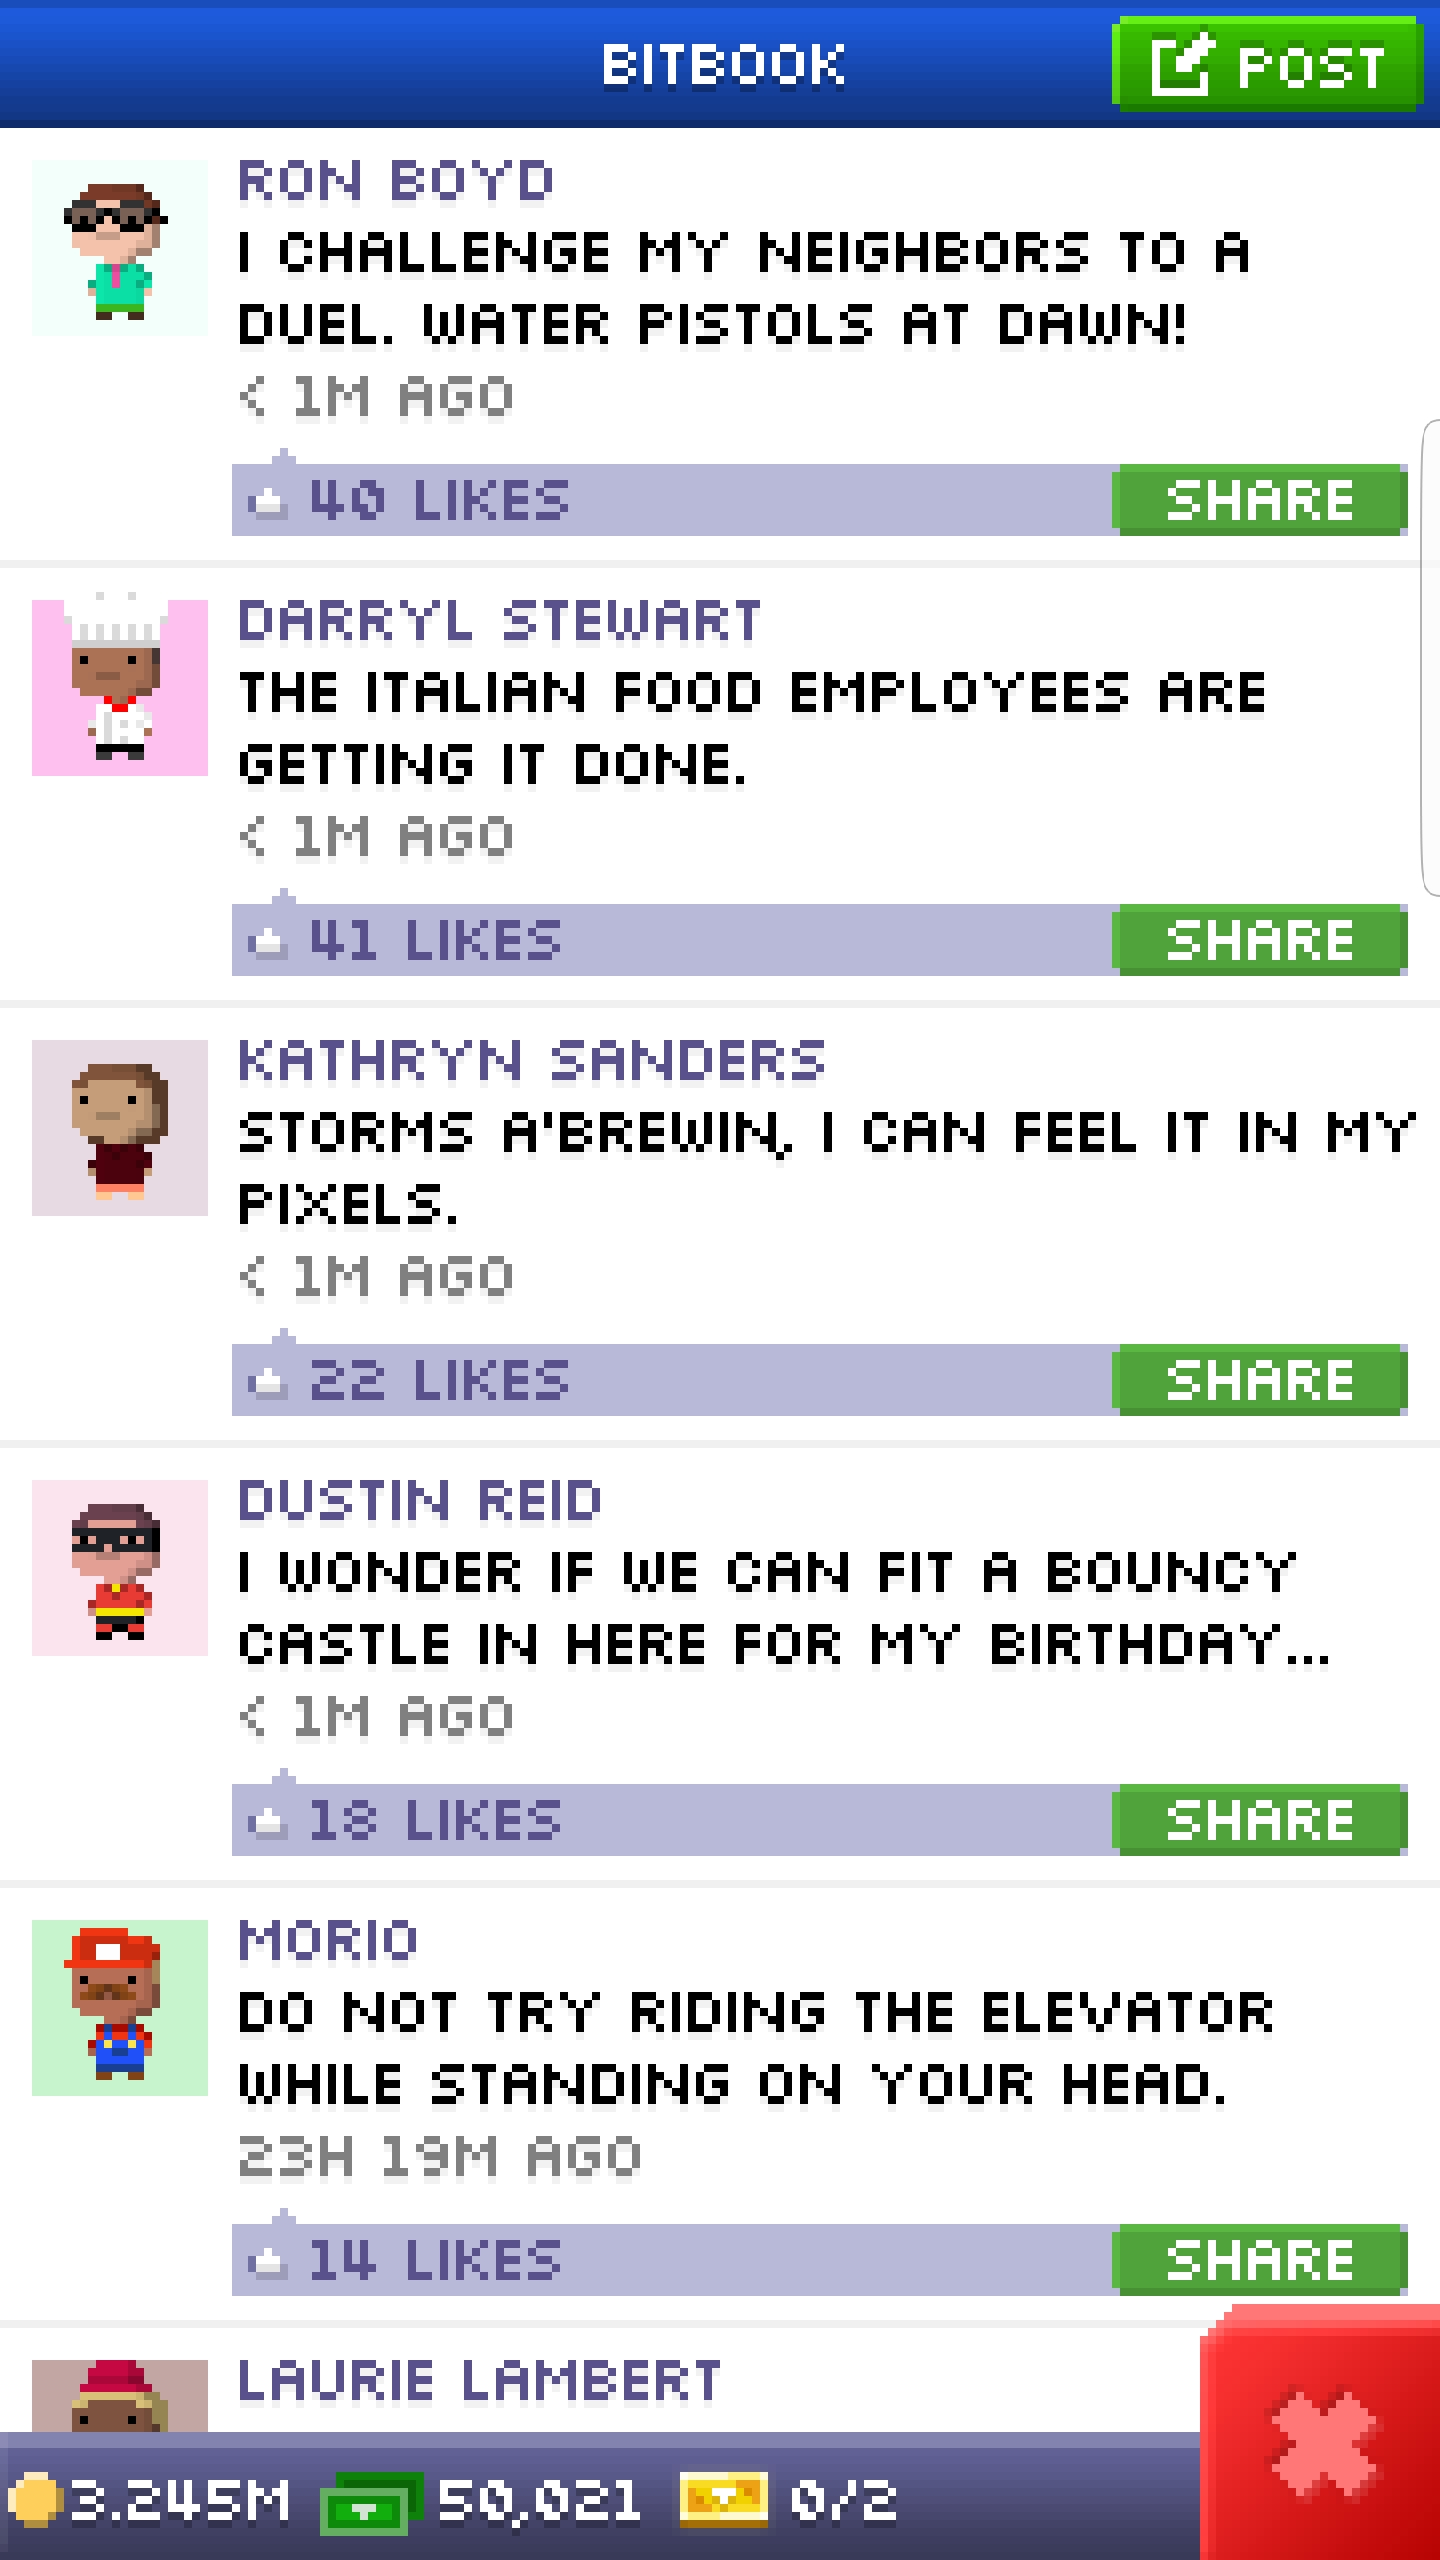 BITBOOK
POST
RON BOYD
I CHALLENGE MY NEIGHBORS TO A
DUEL. WATER PISTOLS AT DAWN!
< 1M AGO
40 LIKES
SHARE
DARRYL STEWART
THE ITALIAN FOOD EMPLOYEES ARE
GETTING IT DONE.
< 1M AGO
41 LIKES
SHARE
KATHRYN SANDERS
STORMS A'BREWIN, I CAN FEEL IT IN MY
PIXELS.
< 1M AGO
22 LIKES
SHARE
DUSTIN REID
I WONDER IF WE CAN FIT A BOUNCY
CASTLE IN HERE FOR MY BIRTHDAY...
< 1M AGO
18 LIKES
SHARE
MORIO
DO NOT TRY RIDING THE ELEVATOR
WHILE STANDING ON YOUR HEAD.
23H 19M AGO
14 LIKES
SHARE
LAURIE LAMBERT
3.245M
50,021
0/2